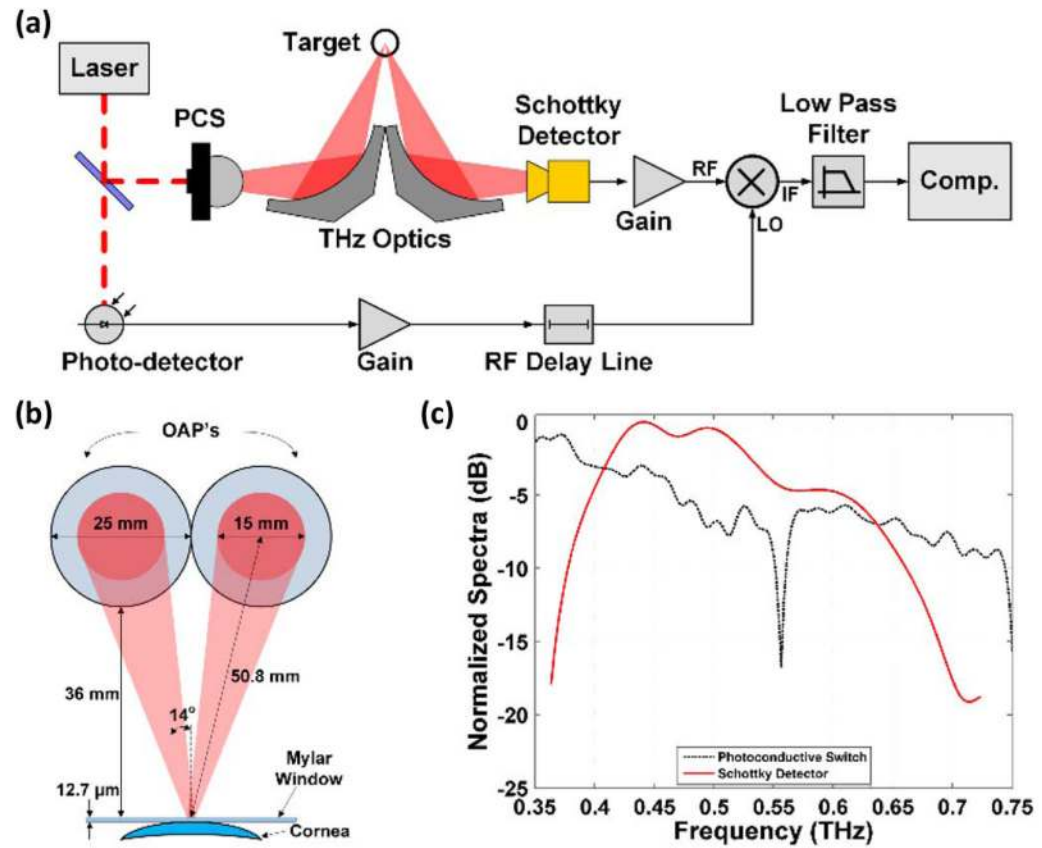 (a)
Target
Laser
PCS
Schottky
Detector
Low Pass
Filter
RF
IF
LO
Comp.
THz Optics
Gain
Photo-detector
Gain
RF Delay Line
(b)
OAP's
25 mm
15 mm
36 mm
50.8 mm
14°
12.7 µm
Mylar
Window
Cornea
(c)
Normalized Spectra (dB)
0
-5
-10
-15
-20
-25
Photoconductive Switch
Schottky Detector
0.35 0.4 0.45 0.5 0.55 0.6 0.65 0.7 0.75
Frequency (THz)